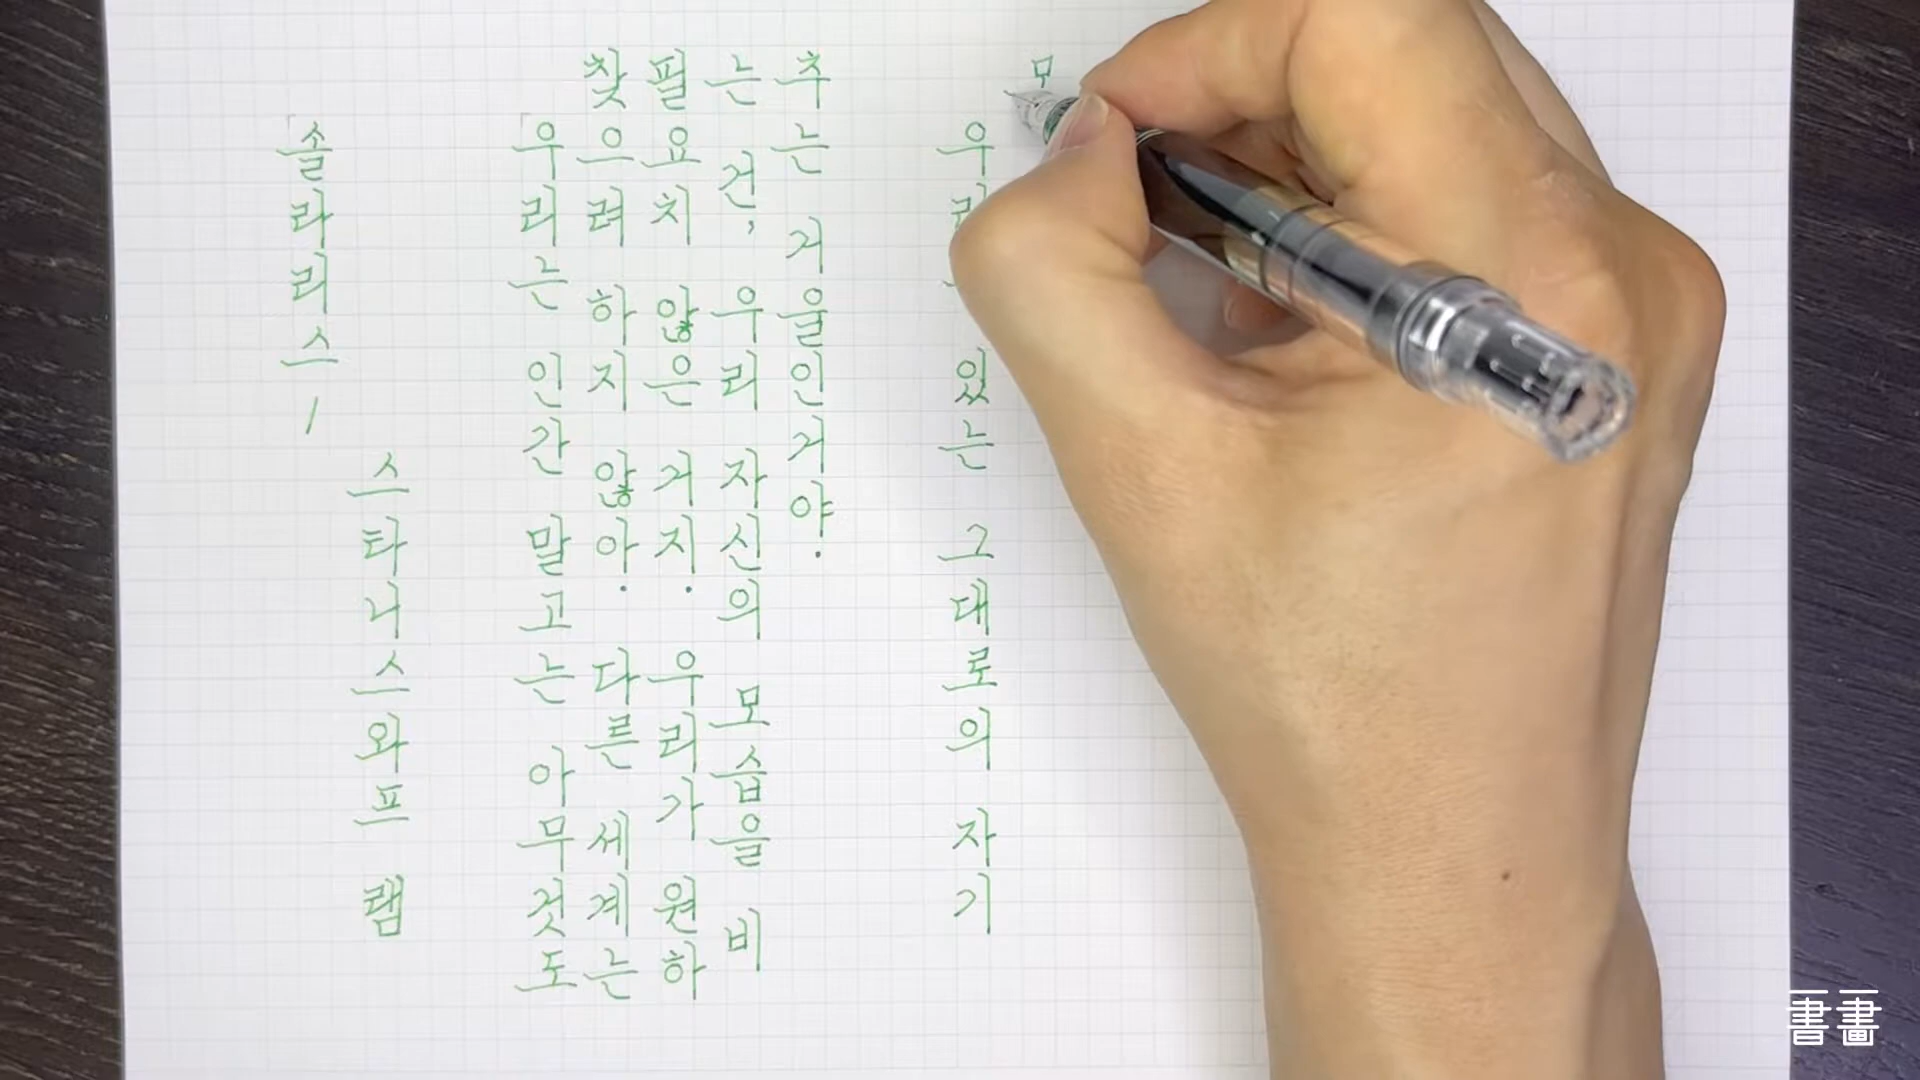 솔라리스 /
스타니스와프 렘
우리는 인간 말고는 아무것도
찾으려 하지 않아. 다른 세계는
필요치 않은 거지. 우리가 원하
는 건, 우리 자신의 모습을 비
추는 거울인거야.
우리 있는 그대로의 자기
모
書畫